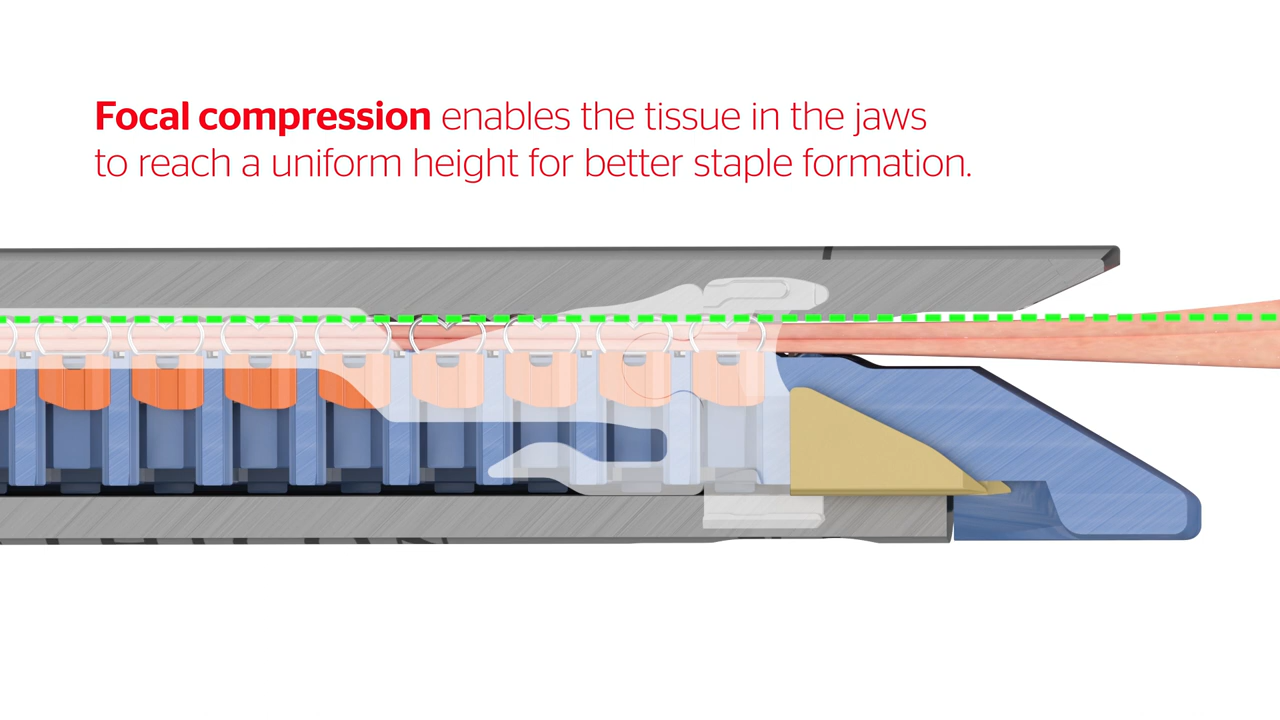 Focal compression enables the tissue in the jaws
to reach a uniform height for better staple formation.